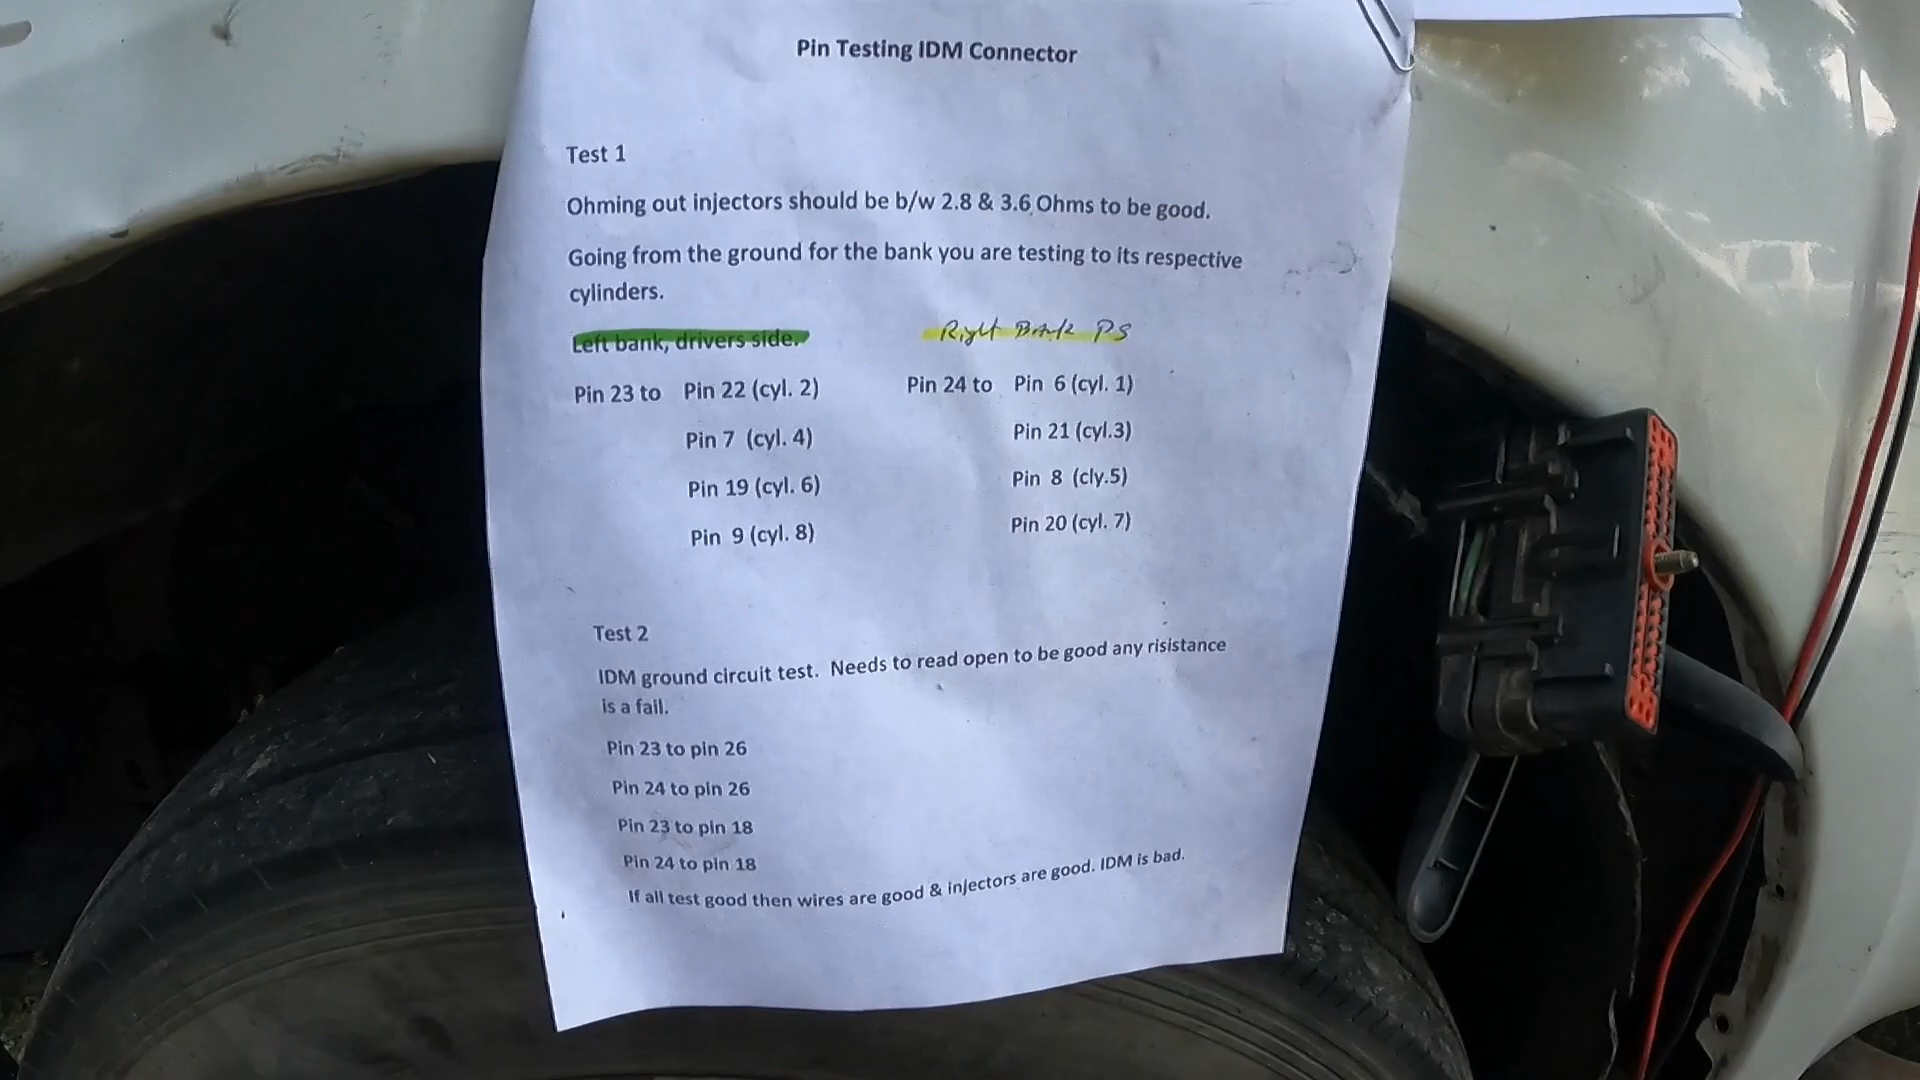 Pin Testing IDM Connector
Test 1
Ohming out injectors should be b/w 2.8 & 3.6 Ohms to be good.
Going from the ground for the bank you are testing to its respective
cylinders.
Left bank, drivers side. Right Bank PS
Pin 23 to Pin 22 (cyl. 2) Pin 24 to Pin 6 (cyl. 1)
Pin 7 (cyl. 4) Pin 21 (cyl.3)
Pin 19 (cyl. 6) Pin 8 (cly.5)
Pin 9 (cyl. 8) Pin 20 (cyl. 7)
Test 2
IDM ground circuit test. Needs to read open to be good any risistance
is a fail.
Pin 23 to pin 26
Pin 24 to pin 26
Pin 23 to pin 18
Pin 24 to pin 18
If all test good then wires are good & injectors are good. IDM is bad.